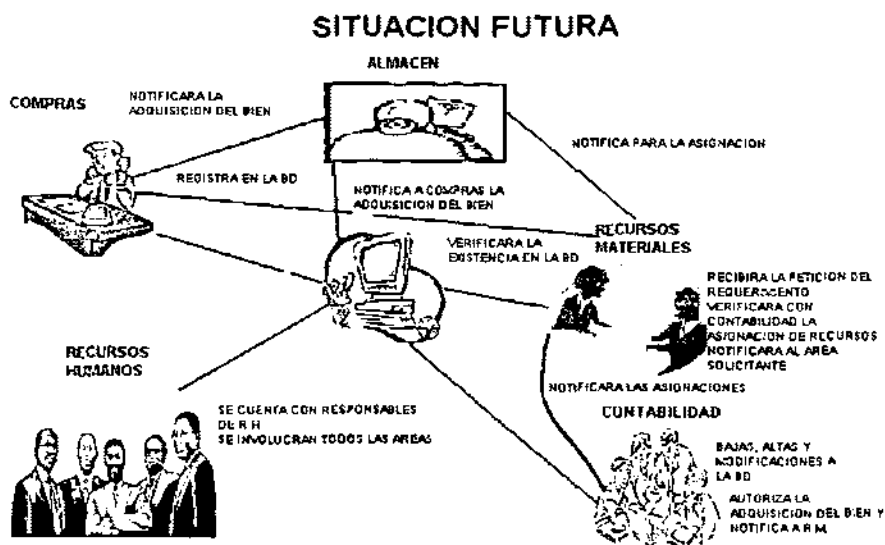 SITUACION FUTURA
ALMACEN
COMPRAS
NOTIFICARA LA
ADQUISICION DEL BIEN
NOTIFICA PARA LA ASIGNACION
REGISTRA EN LA BD
NOTIFICA A COMPRAS LA
ADQUISICION DEL BIEN
RECURSOS
MATERIALES
VERIFICARA LA
EXISTENCIA EN LA BD
RECIBIRA LA PETICION DEL
REQUERIMIENTO
VERIFICARA CON
CONTABILIDAD LA
ASIGNACION DE RECURSOS
NOTIFICARA AL AREA
SOLICITANTE
RECURSOS
HUMANOS
NOTIFICARA LAS ASIGNACIONES
CONTABILIDAD
SE CUENTA CON RESPONSABLES
DE R H
SE INVOLUCRAN TODOS LAS AREAS
BAJAS, ALTAS Y
MODIFICACIONES A
LA BD
AUTORIZA LA
ADQUISICION DEL BIEN Y
NOTIFICA A R M.